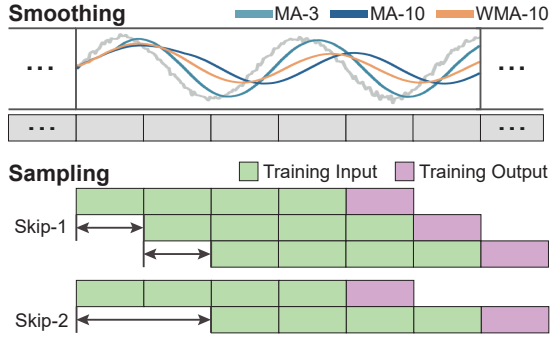 Smoothing
MA-3 MA-10 WMA-10
... ...
... ...
Sampling
Training Input Training Output
Skip-1
Skip-2